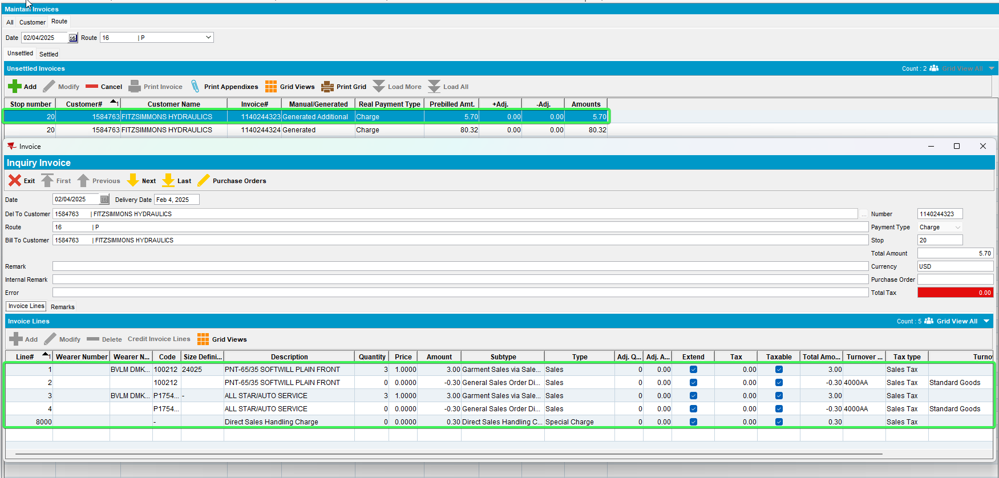 Maintain Invoices
All Customer Route
Date 02/04/2025 16 Route 16 | P
Unsettled Settled
Unsettled Invoices Count : 2 Grid View All
Add Modify Cancel Print Invoice Print Appendixes Grid Views Print Grid Load More Load All
Stop number Customer# 1 Customer Name Invoice# Manual/Generated Real Payment Type Prebilled Amt. +Adj. -Adj. Amounts
20 1584763 FITZSIMMONS HYDRAULICS 1140244323 Generated Additional Charge 5.70 0.00 0.00 5.70
20 1584763 FITZSIMMONS HYDRAULICS 1140244324 Generated Charge 80.32 0.00 0.00 80.32
Invoice
Inquiry Invoice
Exit First Previous Next Last Purchase Orders
Date 02/04/2025 16 Delivery Date Feb 4, 2025
Del To Customer 1584763 | FITZSIMMONS HYDRAULICS ... Number 1140244323
Route 16 | P Payment Type Charge
Bill To Customer 1584763 | FITZSIMMONS HYDRAULICS Stop 20
Total Amount 5.70
Remark Currency USD
Internal Remark Purchase Order
Error Total Tax 0.00
Invoice Lines Remarks
Invoice Lines Count : 5 Grid View All
Add Modify Delete Credit Invoice Lines Grid Views
Line# 1 Wearer Number Wearer N... Code Size Defini... Description Quantity Price Amount Subtype Type Adj. Q... Adj. A... Extend Tax Taxable Total Amo... Turnover ... Tax type Turno
1 BVLM DMK... 100212 24025 PNT-65/35 SOFTWILL PLAIN FRONT 3 1.0000 3.00 Garment Sales via Sale... Sales 0 0.00 0.00 3.00 Sales Tax
2 100212 PNT-65/35 SOFTWILL PLAIN FRONT 0 0.0000 -0.30 General Sales Order Di... Sales 0 0.00 0.00 -0.30 4000AA Sales Tax Standard Goods
3 BVLM DMK... P1754... - ALL STAR/AUTO SERVICE 3 1.0000 3.00 Garment Sales via Sale... Sales 0 0.00 0.00 3.00 Sales Tax
4 P1754... ALL STAR/AUTO SERVICE 0 0.0000 -0.30 General Sales Order Di... Sales 0 0.00 0.00 -0.30 4000AA Sales Tax Standard Goods
8000 - Direct Sales Handling Charge 0 0.0000 0.30 Direct Sales Handling C... Special Charge 0 0.00 0.00 0.30 Sales Tax